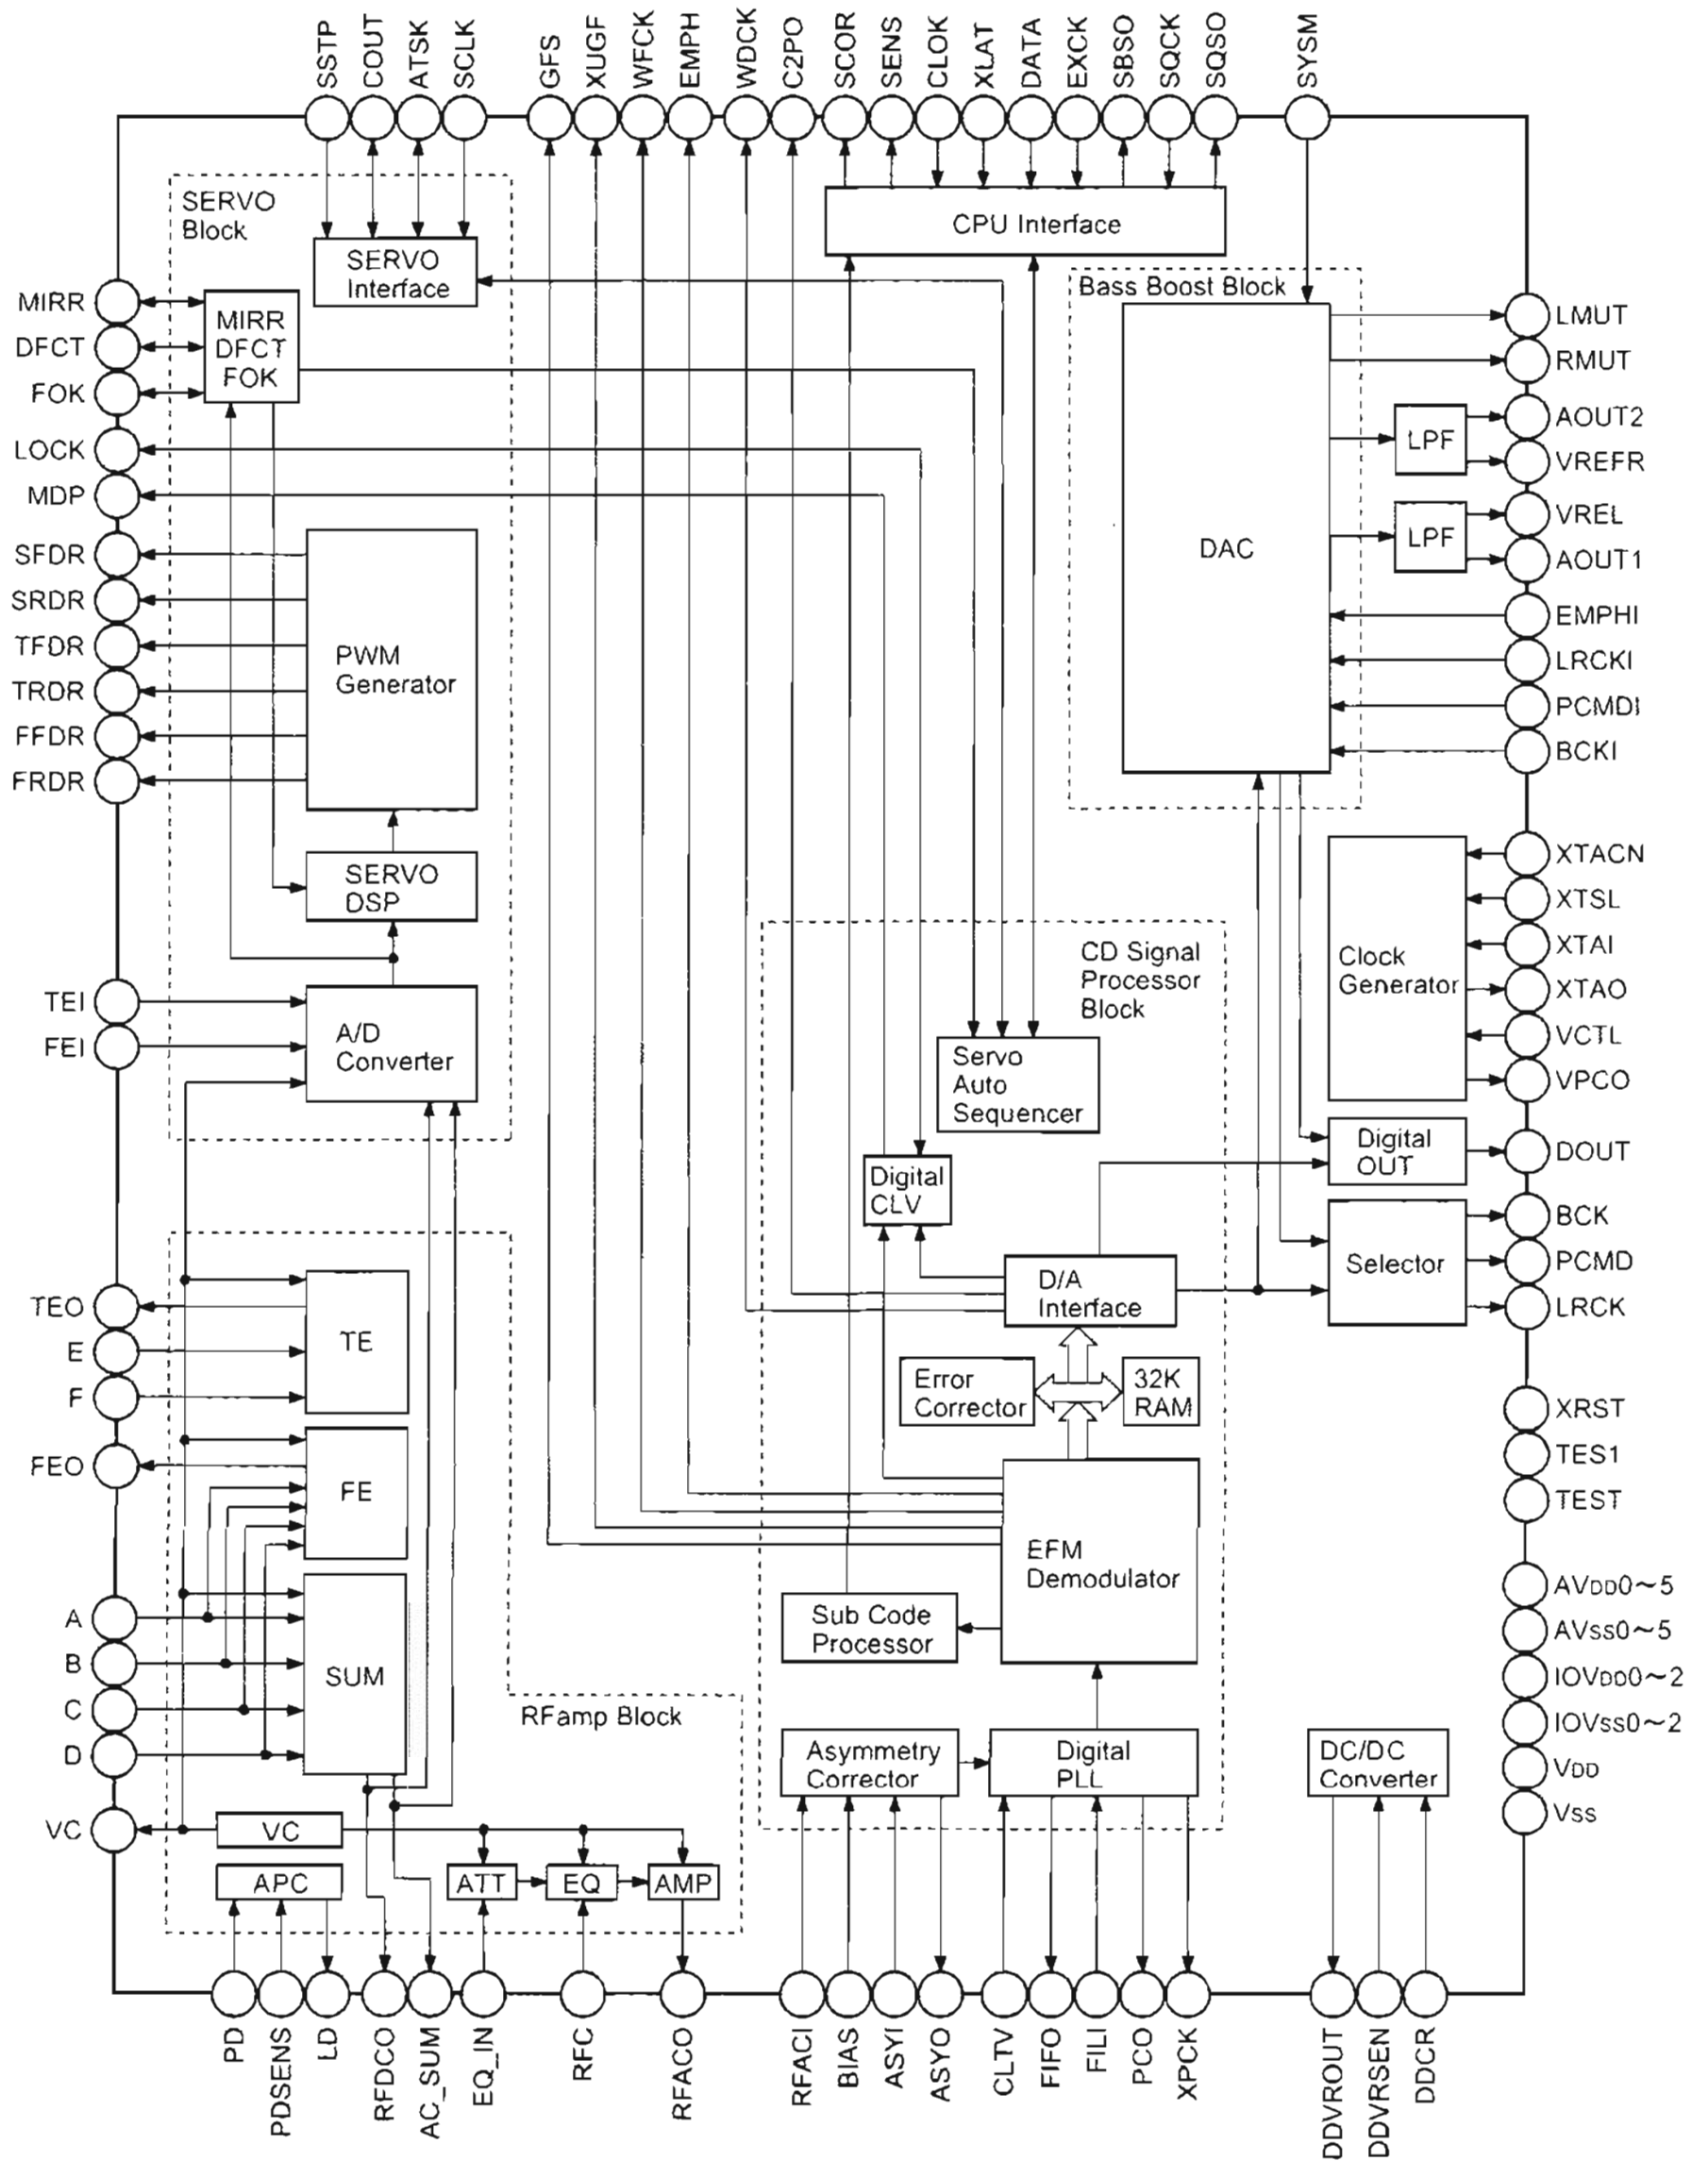 SSTP
COUT
ATSK
SCLK
GFS
XUGF
WFCK
EMPH
WDCK
C2PO
SCOR
SENS
CLOK
XLAT
DATA
EXCK
SBSO
SQCK
SQSO
SYSM
SERVO
Block
SERVO
Interface
CPU Interface
Bass Boost Block
MIRR
DFCT
FOK
LOCK
MDP
SFDR
SRDR
TFDR
TRDR
FFDR
FRDR
TEI
FEI
TEO
E
F
FEO
A
B
C
D
VC
MIRR
DFCT
FOK
PWM
Generator
SERVO
DSP
A/D
Converter
TE
FE
SUM
RFamp Block
VC
APC
ATT
EQ
AMP
CD Signal
Processor
Block
Servo
Auto
Sequencer
Digital
CLV
D/A
Interface
Error
Corrector
32K
RAM
EFM
Demodulator
Sub Code
Processor
Asymmetry
Corrector
Digital
PLL
DAC
LPF
LPF
Clock
Generator
Digital
OUT
Selector
DC/DC
Converter
LMUT
RMUT
AOUT2
VREFR
VREL
AOUT1
EMPHI
LRCKI
PCMDI
BCKI
XTACN
XTSL
XTAI
XTAO
VCTL
VPCO
DOUT
BCK
PCMD
LRCK
XRST
TES1
TEST
AVDD0~5
AVSS0~5
IOVDD0~2
IOVSS0~2
VDD
VSS
PD
PDSENS
LD
RFDCO
AC_SUM
EQ_IN
RFC
RFACO
RFACI
BIAS
ASYI
ASYO
CLTV
FIFO
FILI
PCO
XPCK
DDVROUT
DDVRSEN
DDCR